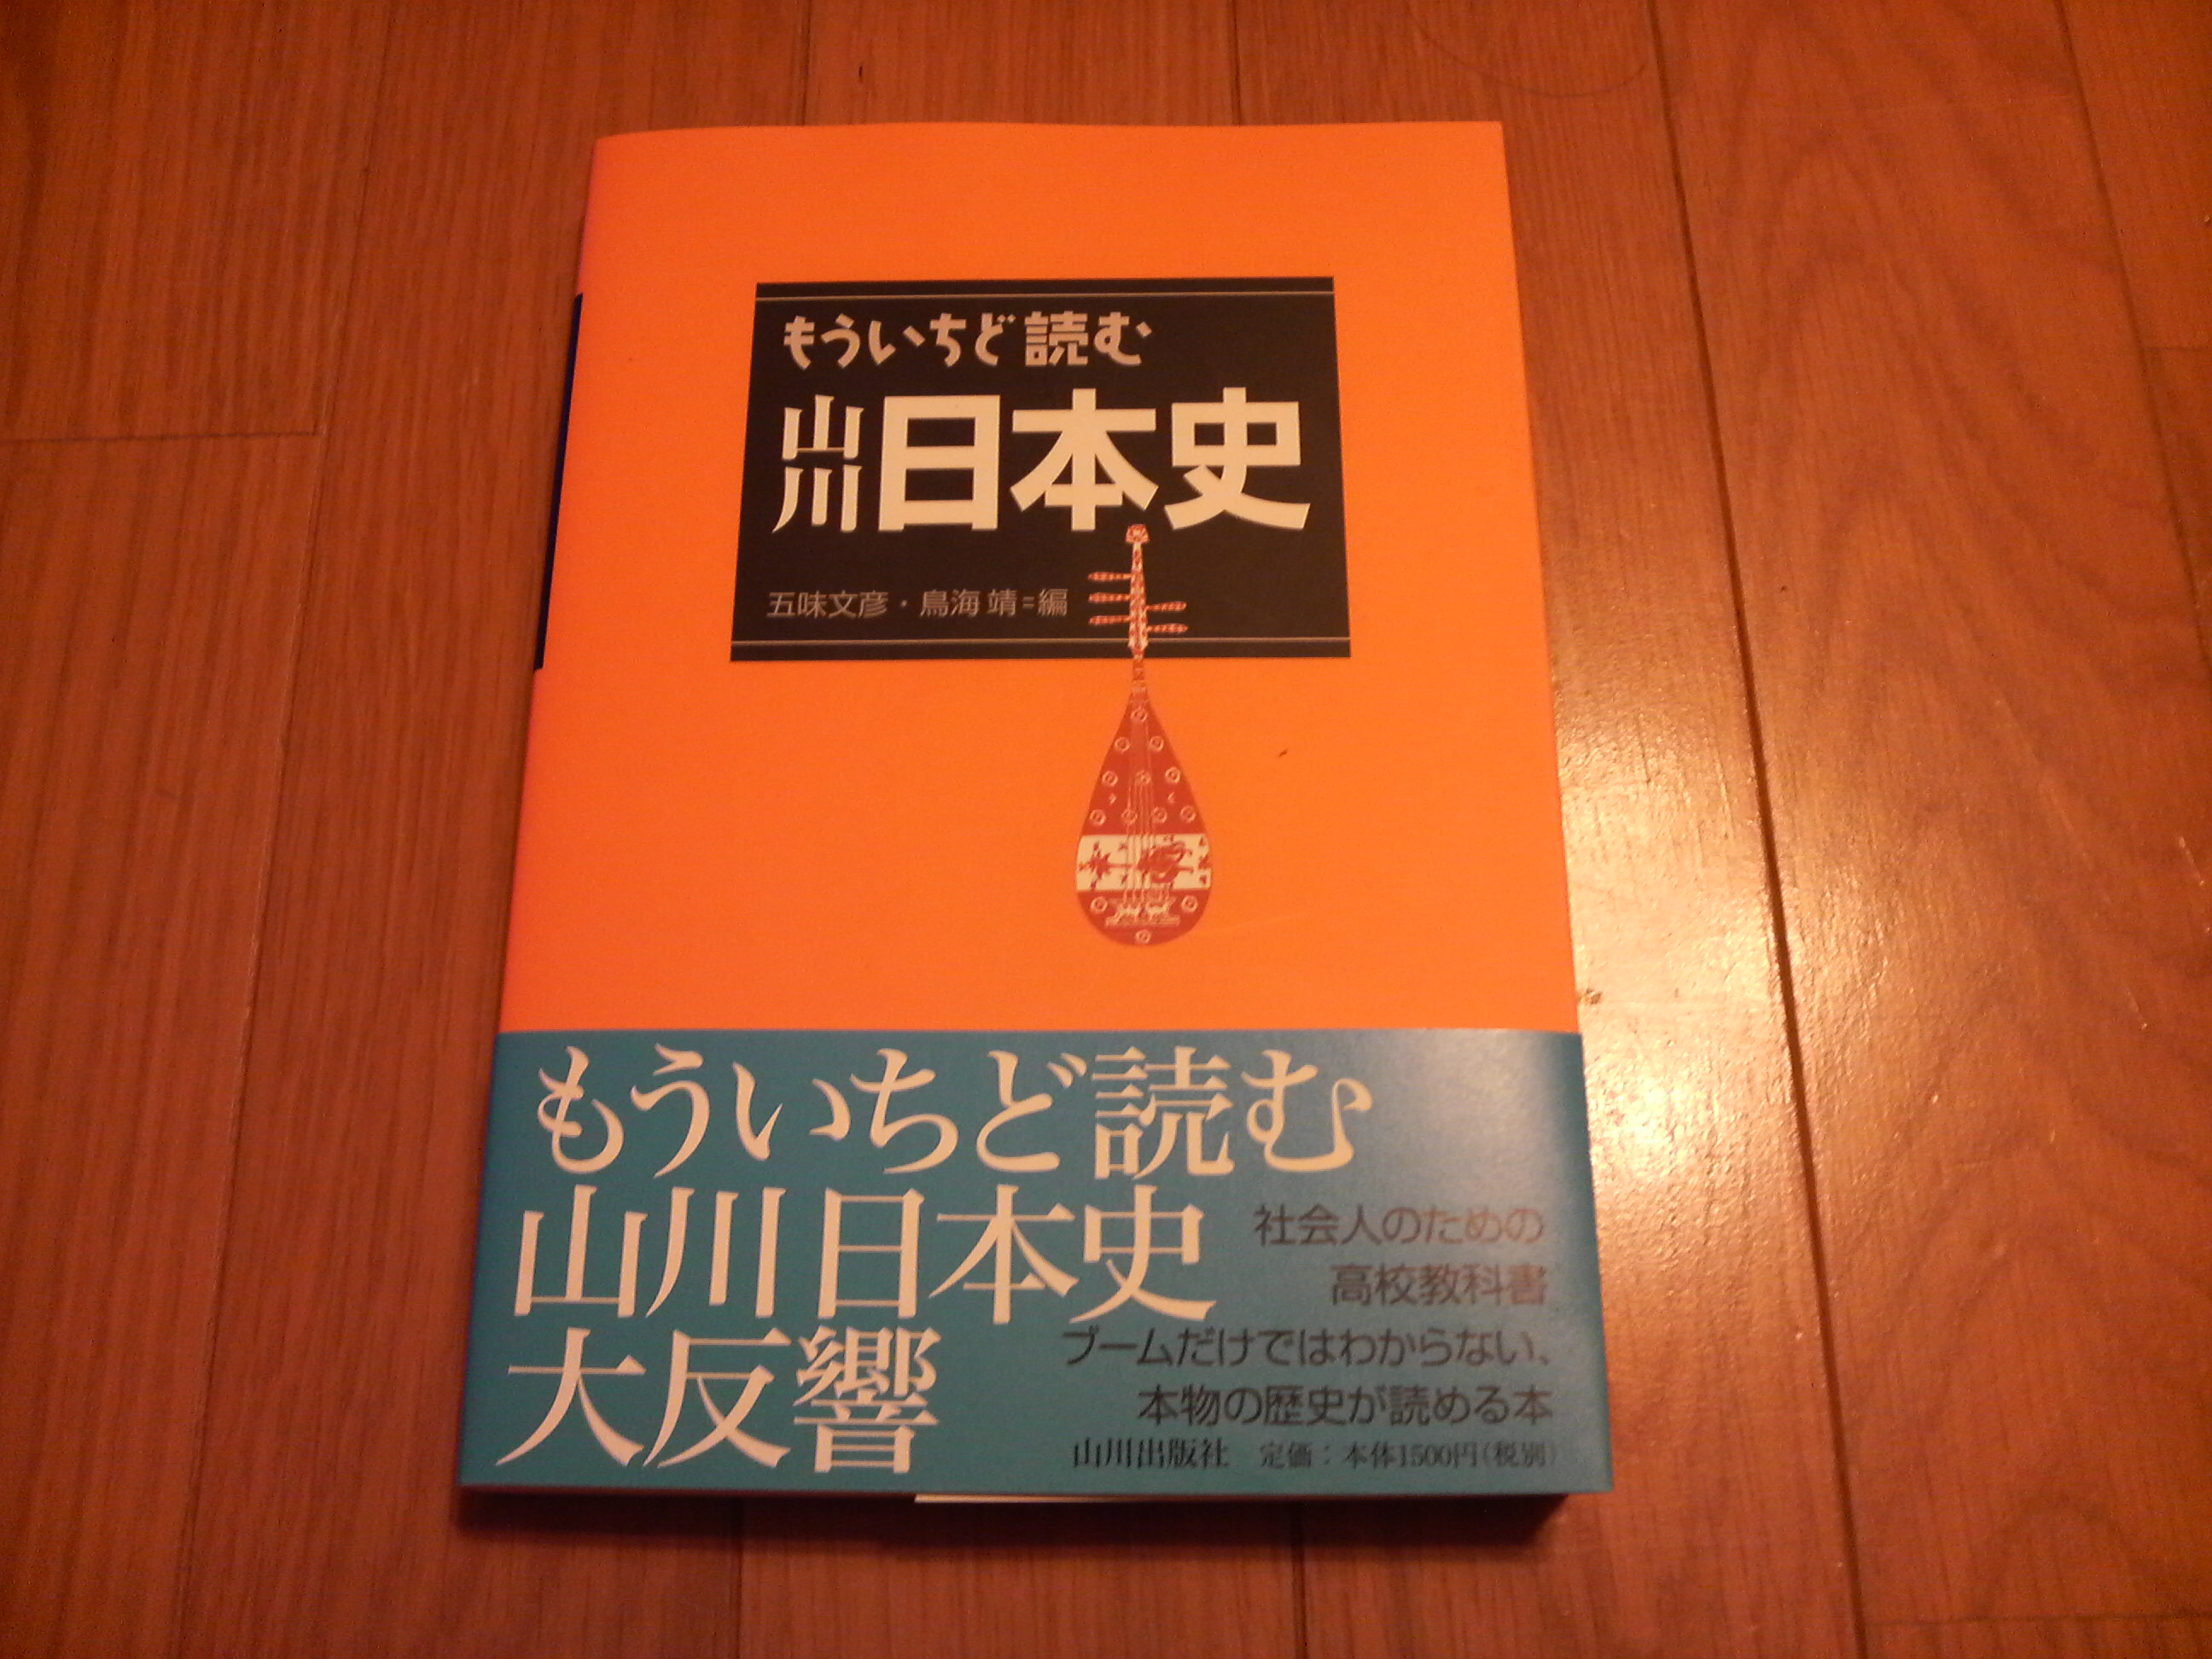 もういちど読む
山川日本史
五味文彦・鳥海 靖=編
もういちど読む
山川日本史
大反響
社会人のための
高校教科書
ブームだけではわからない、
本物の歴史が読める本
山川出版社 定価:本体1500円(税別)